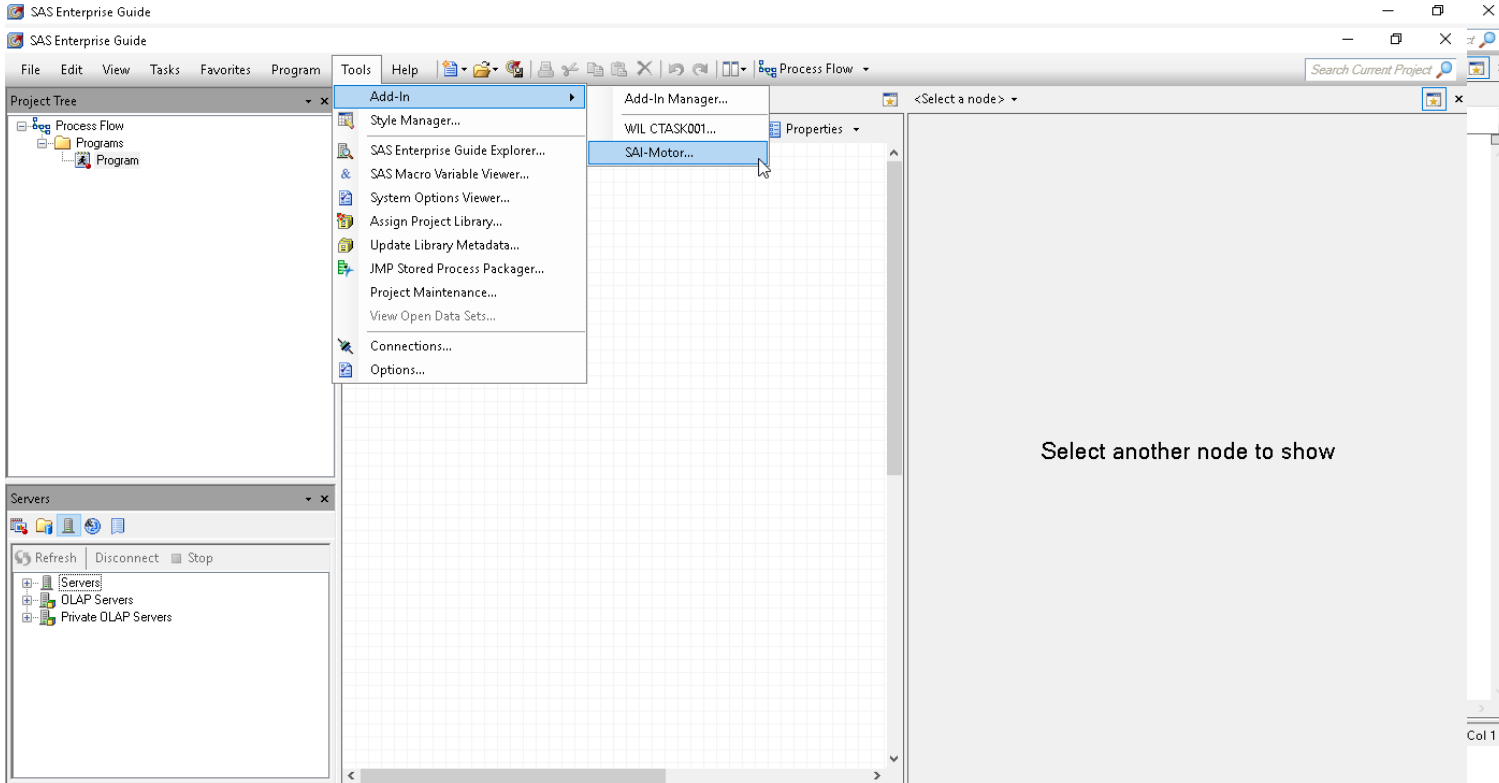 SAS Enterprise Guide
SAS Enterprise Guide
File Edit View Tasks Favorites Program Tools Help Process Flow Search Current Project
Project Tree
Process Flow
Programs
Program
Add-In
Style Manager...
SAS Enterprise Guide Explorer...
SAS Macro Variable Viewer...
System Options Viewer...
Assign Project Library...
Update Library Metadata...
JMP Stored Process Packager...
Project Maintenance...
View Open Data Sets...
Connections...
Options...
Add-In Manager...
WIL CTASK001...
SAI-Motor...
Properties
<Select a node>
Select another node to show
Servers
Refresh Disconnect Stop
Servers
OLAP Servers
Private OLAP Servers
Col 1